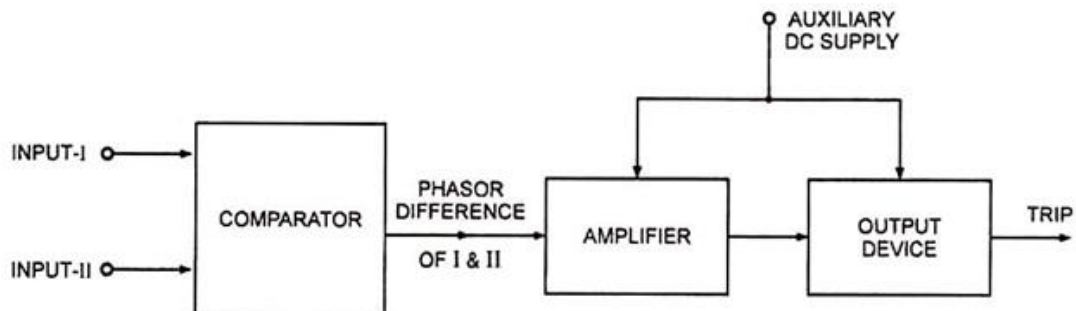 AUXILIARY
DC SUPPLY
INPUT-I
INPUT-II
COMPARATOR
PHASOR
DIFFERENCE
OF I & II
AMPLIFIER
OUTPUT
DEVICE
TRIP